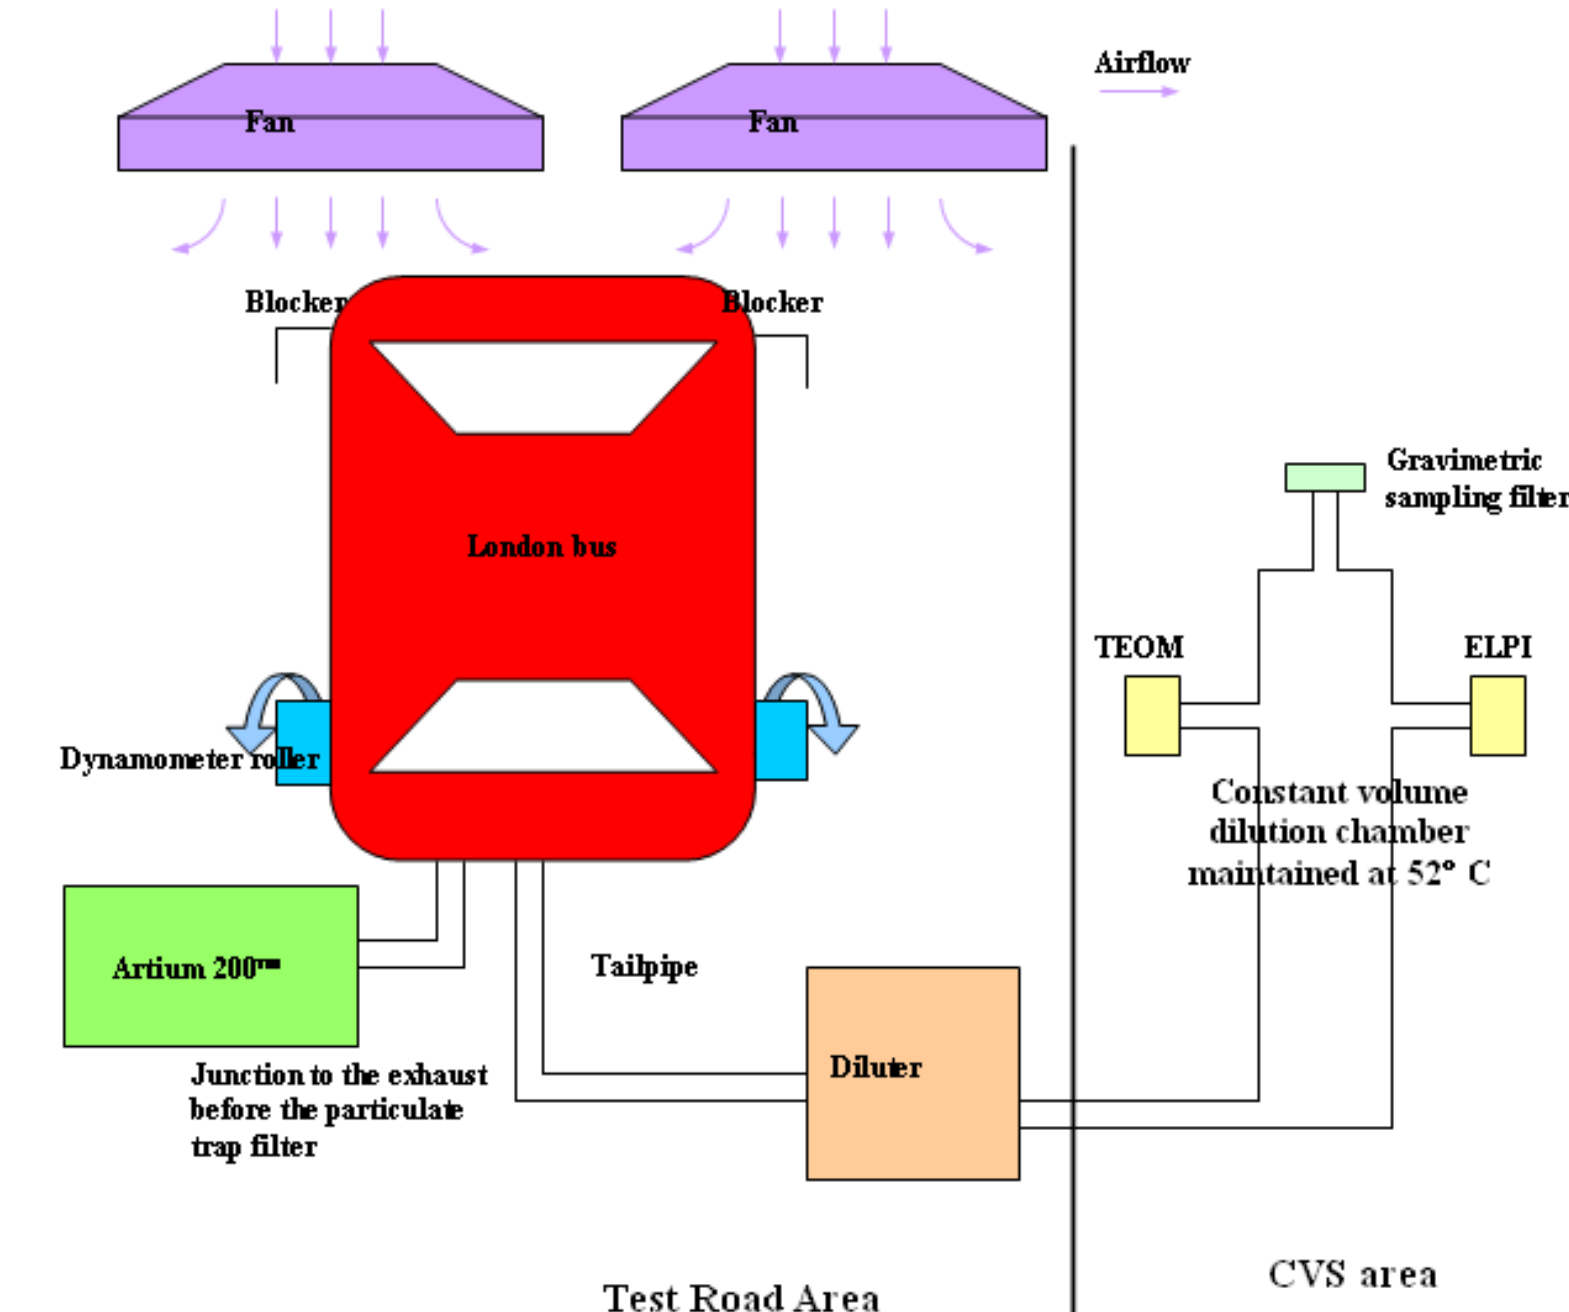 Airflow
Fan
Fan
Blocker
Blocker
Gravimetric
sampling filter
London bus
TEOM
ELPI
Dynamometer roller
Constant volume
dilution chamber
maintained at 52° C
Artium 200™
Tailpipe
Junction to the exhaust
before the particulate
trap filter
Diluter
CVS area
Test Road Area